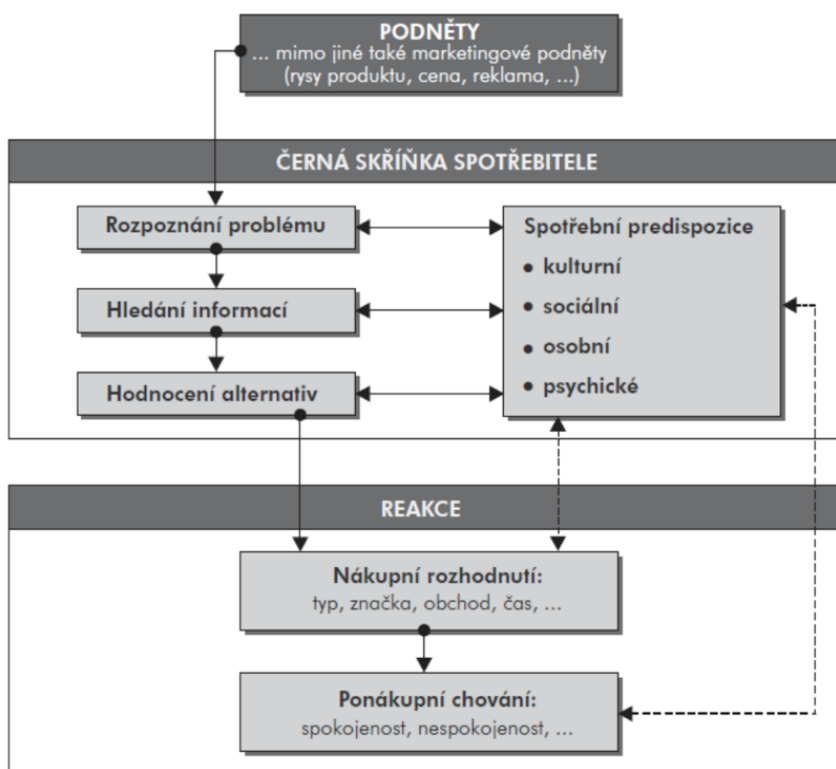 PODNĚTY
... mimo jiné také marketingové podněty
(rysy produktu, cena, reklama, ...)
ČERNÁ SKŘÍŇKA SPOTŘEBITELE
Rozpoznání problému
Hledání informací
Hodnocení alternativ
Spotřební predispozice
• kulturní
• sociální
• osobní
• psychické
REAKCE
Nákupní rozhodnutí:
typ, značka, obchod, čas, ...
Ponákupní chování:
spokojenost, nespokojenost, ...